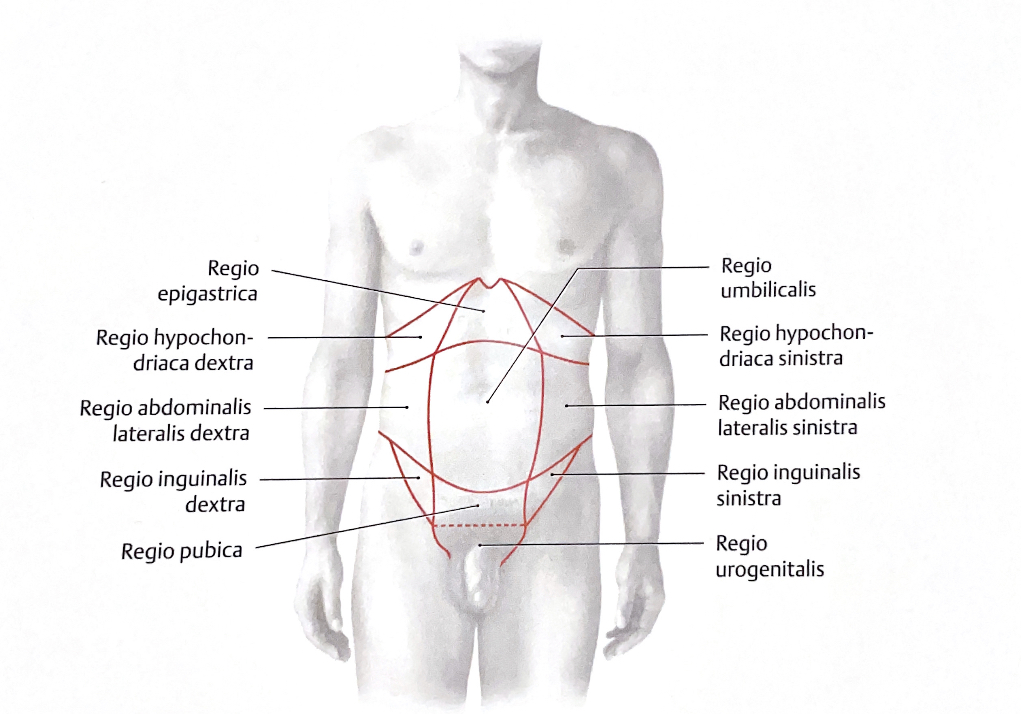 Regio
epigastrica
Regio hypochon-
driaca dextra
Regio abdominalis
lateralis dextra
Regio inguinalis
dextra
Regio pubica
Regio
umbilicalis
Regio hypochon-
driaca sinistra
Regio abdominalis
lateralis sinistra
Regio inguinalis
sinistra
Regio
urogenitalis